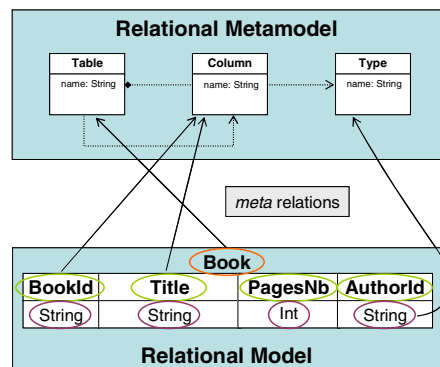 Relational Metamodel
Table Column Type
name: String name: String name: String
meta relations
Book
BookId Title PagesNb AuthorId
String String Int String
Relational Model